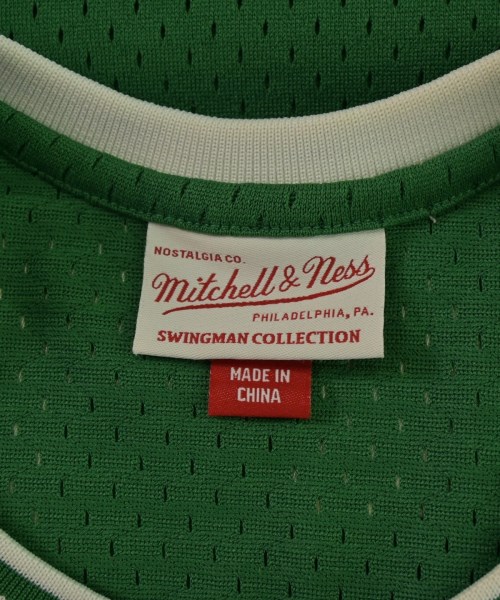 NOSTALGIA CO.
Mitchell & Ness
PHILADELPHIA, PA.
SWINGMAN COLLECTION
MADE IN
CHINA